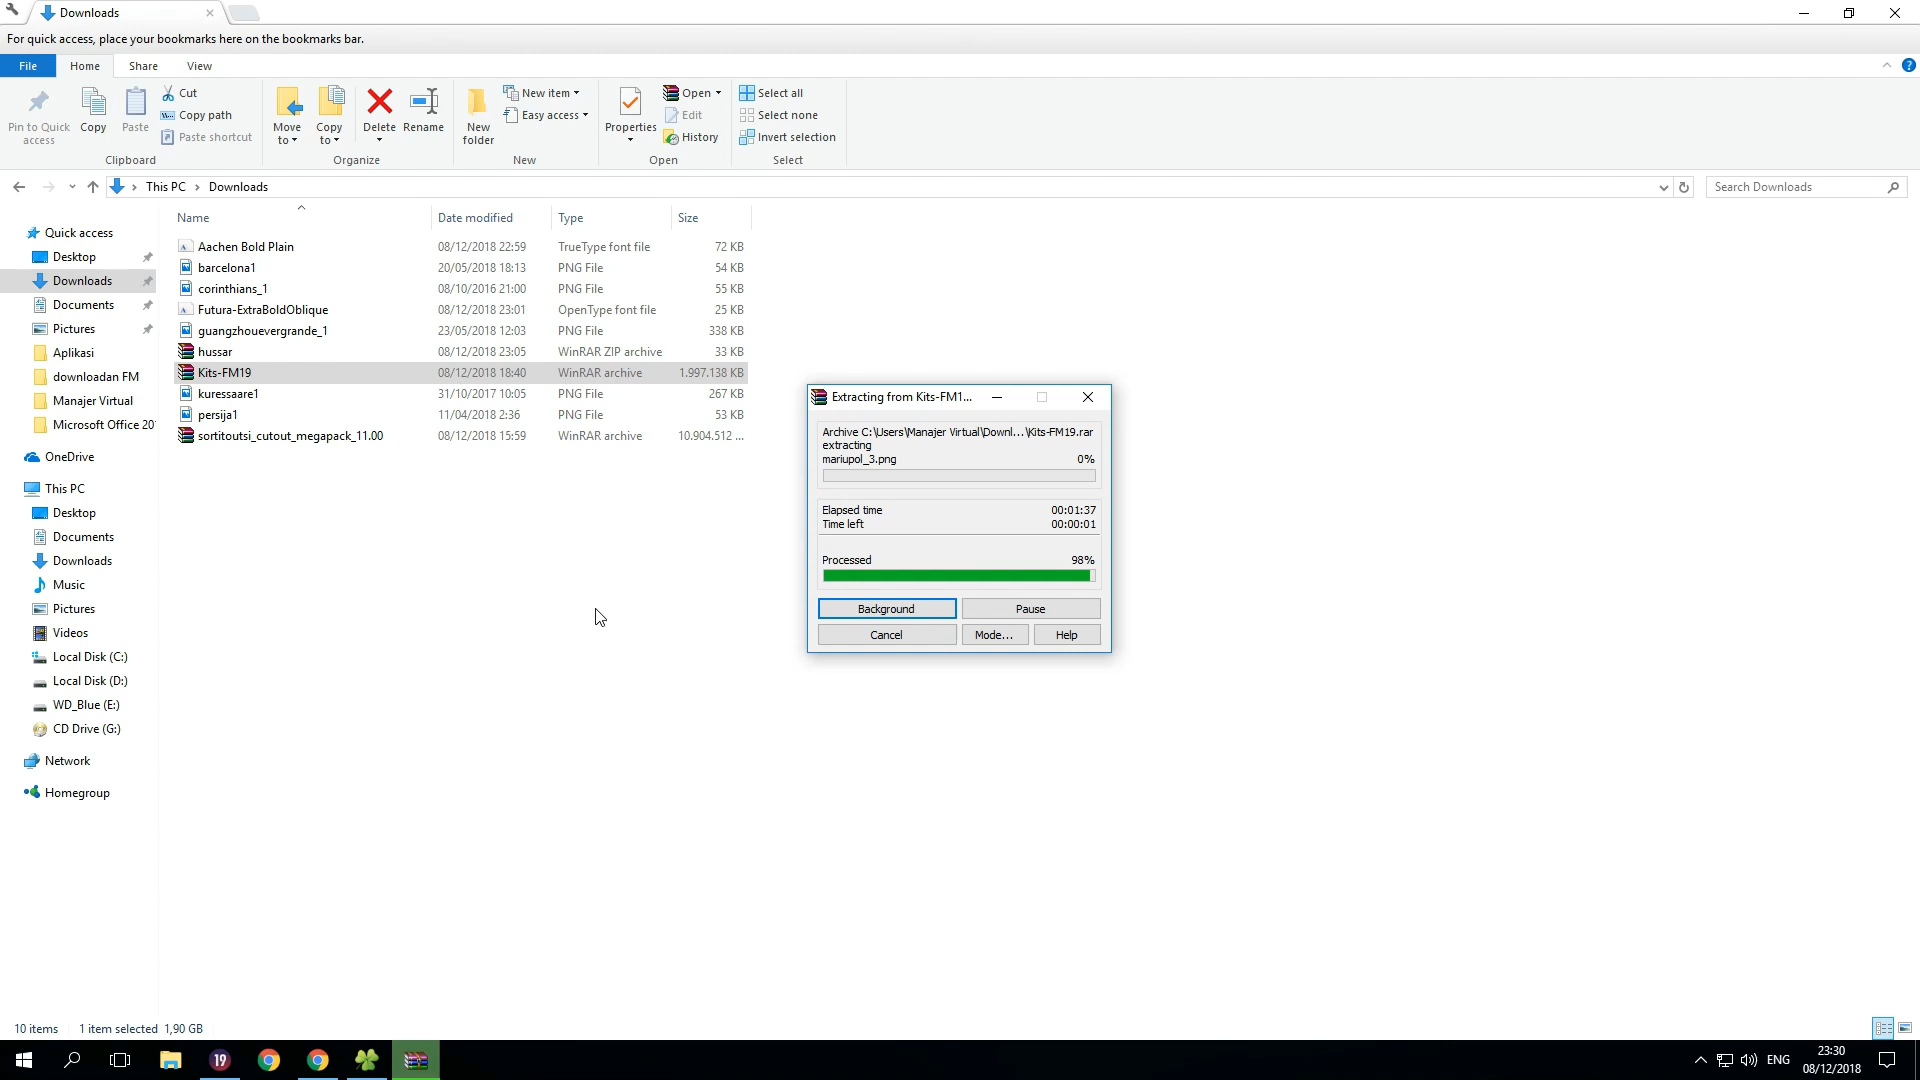 Downloads
For quick access, place your bookmarks here on the bookmarks bar.
File Home Share View
Pin to Quick access
Copy
Paste
Cut
Copy path
Paste shortcut
Clipboard
Move to
Copy to
Delete
Rename
Organize
New folder
New item
Easy access
New
Properties
Open
Edit
History
Open
Select all
Select none
Invert selection
Select
This PC Downloads
Search Downloads
Name Date modified Type Size
Aachen Bold Plain 08/12/2018 22:59 TrueType font file 72 KB
barcelona1 20/05/2018 18:13 PNG File 54 KB
corinthians_1 08/10/2016 21:00 PNG File 55 KB
Futura-ExtraBoldOblique 08/12/2018 23:01 OpenType font file 25 KB
guangzhouevergrande_1 23/05/2018 12:03 PNG File 338 KB
hussar 08/12/2018 23:05 WinRAR ZIP archive 33 KB
Kits-FM19 08/12/2018 18:40 WinRAR archive 1.997.138 KB
kuressaare1 31/10/2017 10:05 PNG File 267 KB
persija1 11/04/2018 2:36 PNG File 53 KB
sortitoutsi_cutout_megapack_11.00 08/12/2018 15:59 WinRAR archive 10.904.512 ...
Quick access
Desktop
Downloads
Documents
Pictures
Aplikasi
downloadan FM
Manajer Virtual
Microsoft Office 20
OneDrive
This PC
Desktop
Documents
Downloads
Music
Pictures
Videos
Local Disk (C:)
Local Disk (D:)
WD_Blue (E:)
CD Drive (G:)
Network
Homegroup
Extracting from Kits-FM1...
Archive C:\Users\Manajer Virtual\Downl...\Kits-FM19.rar
extracting
mariupol_3.png 0%
Elapsed time 00:01:37
Time left 00:00:01
Processed 98%
Background Pause
Cancel Mode... Help
10 items 1 item selected 1,90 GB
19
ENG
23:30
08/12/2018